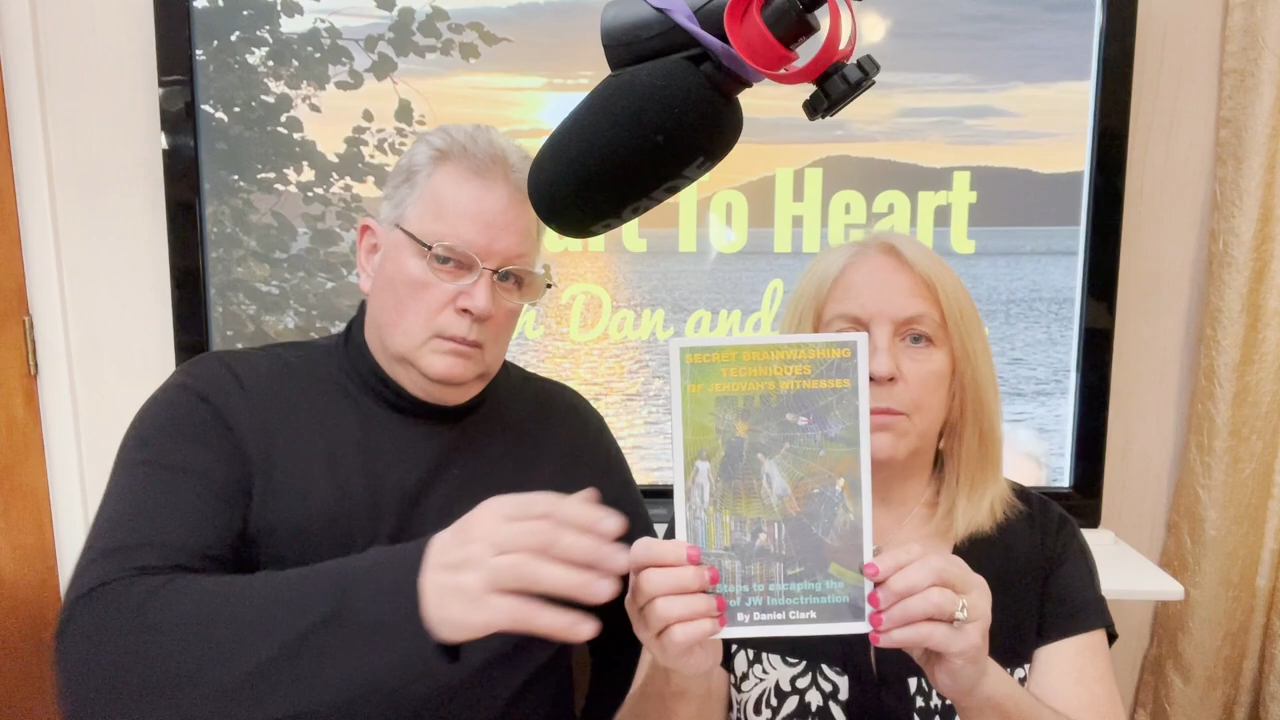 To Heart
Dan and
SECRET BRAINWASHING
TECHNIQUES
OF JEHOVAH'S WITNESSES
Steps to escaping the
of JW Indoctrination
By Daniel Clark